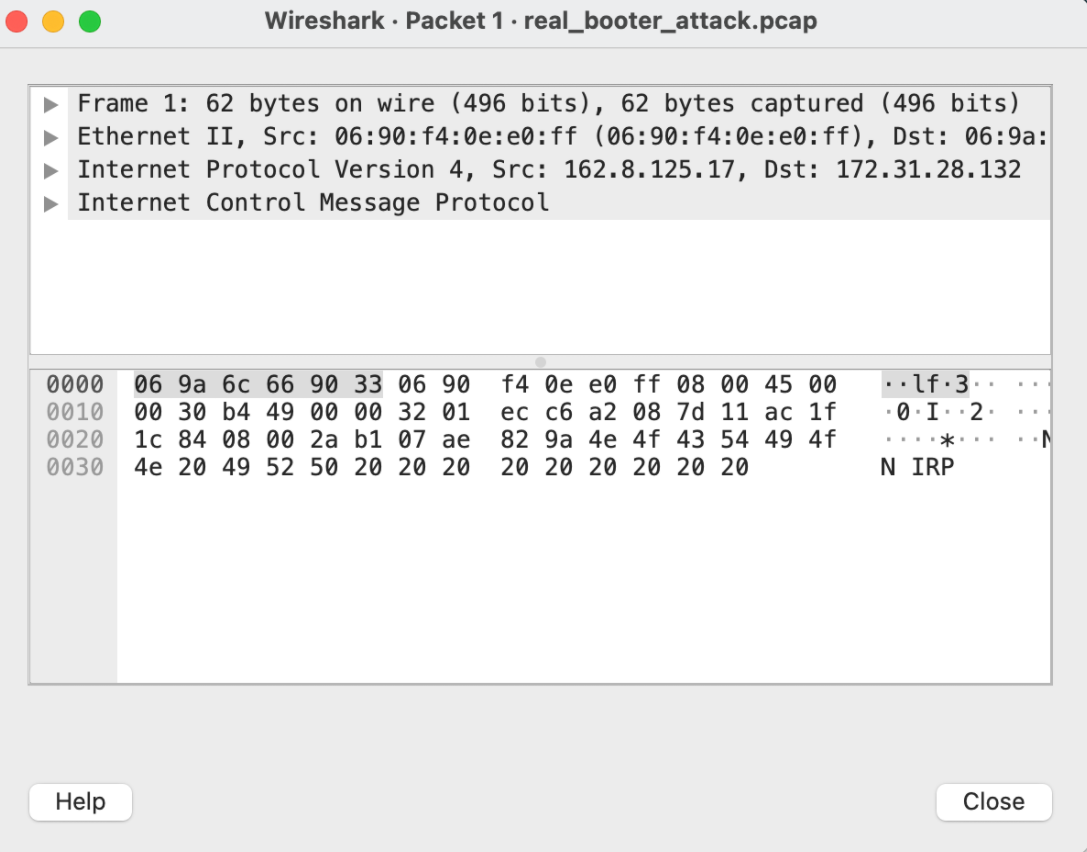 Wireshark · Packet 1 · real_booter_attack.pcap
Frame 1: 62 bytes on wire (496 bits), 62 bytes captured (496 bits)
Ethernet II, Src: 06:90:f4:0e:e0:ff (06:90:f4:0e:e0:ff), Dst: 06:9a:
Internet Protocol Version 4, Src: 162.8.125.17, Dst: 172.31.28.132
Internet Control Message Protocol
0000 06 9a 6c 66 90 33 06 90 f4 0e e0 ff 08 00 45 00 ··lf·3·· ···
0010 00 30 b4 49 00 00 32 01 ec c6 a2 08 7d 11 ac 1f ·0·I··2· ···
0020 1c 84 08 00 2a b1 07 ae 82 9a 4e 4f 43 54 49 4f ····*··· ··N
0030 4e 20 49 52 50 20 20 20 20 20 20 20 20 20 N IRP
Help Close